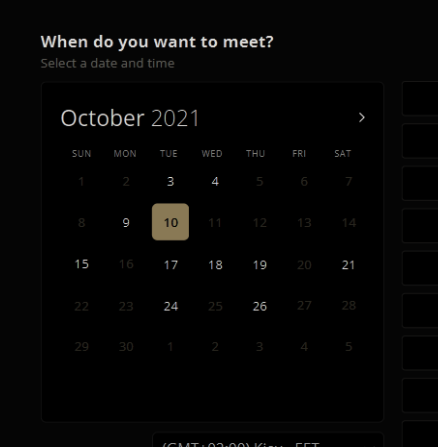 When do you want to meet?
Select a date and time
October 2021
SUN MON TUE WED THU FRI SAT
1 2 3 4 5 6 7
8 9 10 11 12 13 14
15 16 17 18 19 20 21
22 23 24 25 26 27 28
29 30 1 2 3 4 5